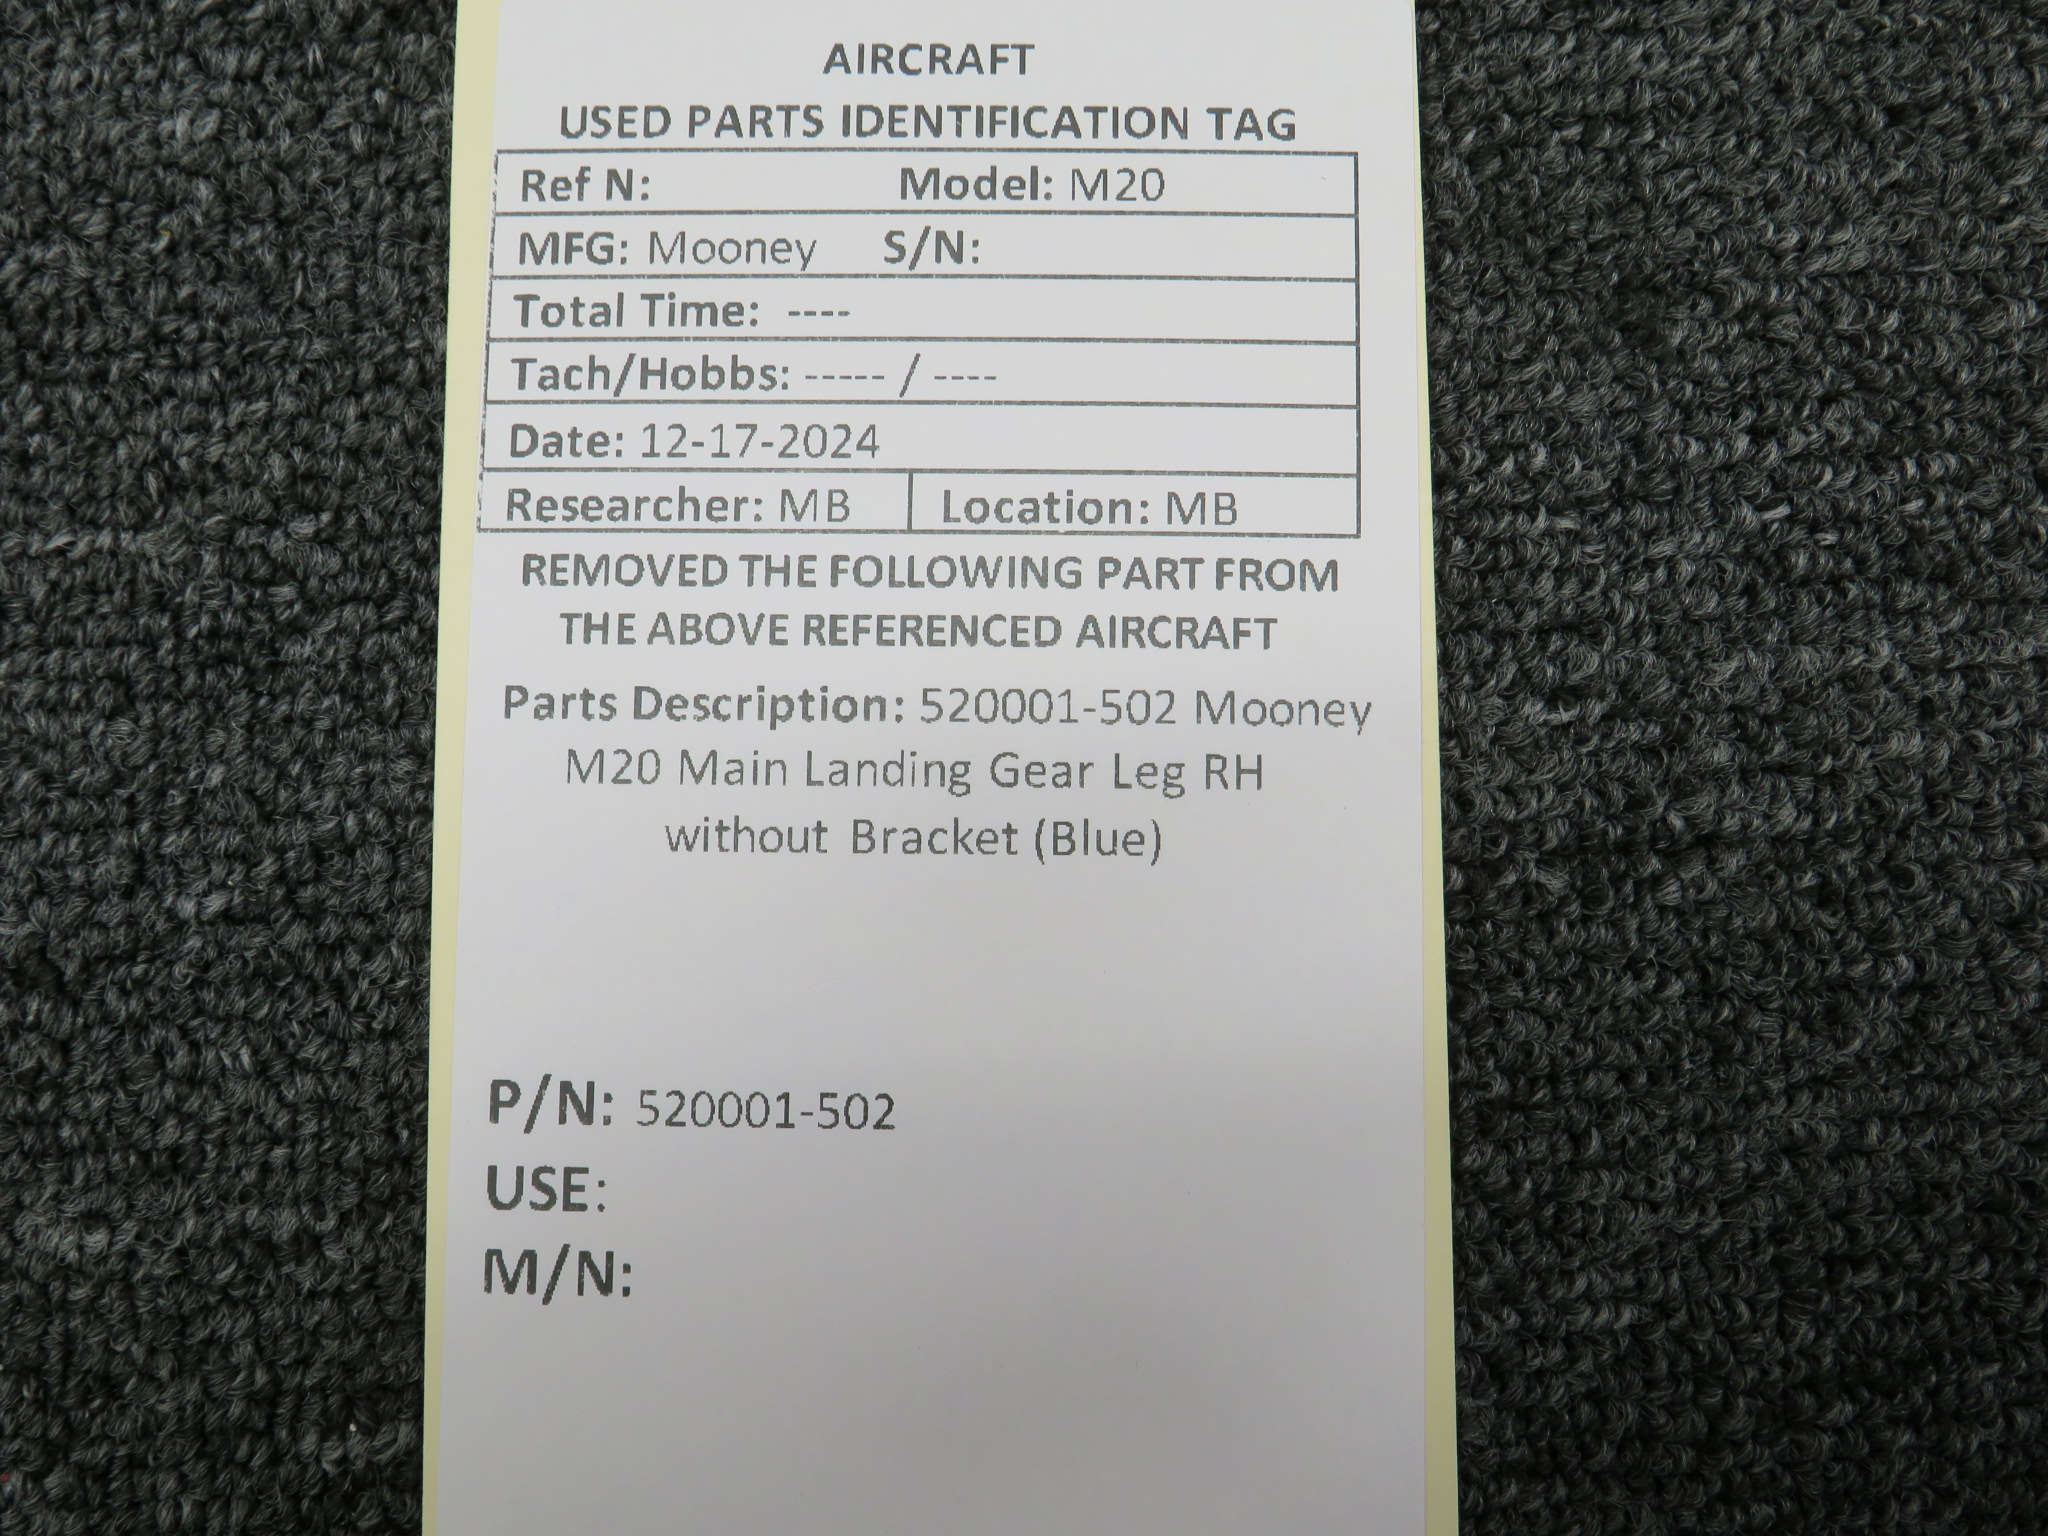 AIRCRAFT
USED PARTS IDENTIFICATION TAG
Ref N: Model: M20
MFG: Mooney S/N:
Total Time: ----
Tach/Hobbs: ----- / ----
Date: 12-17-2024
Researcher: MB Location: MB
REMOVED THE FOLLOWING PART FROM
THE ABOVE REFERENCED AIRCRAFT
Parts Description: 520001-502 Mooney
M20 Main Landing Gear Leg RH
without Bracket (Blue)
P/N: 520001-502
USE:
M/N: